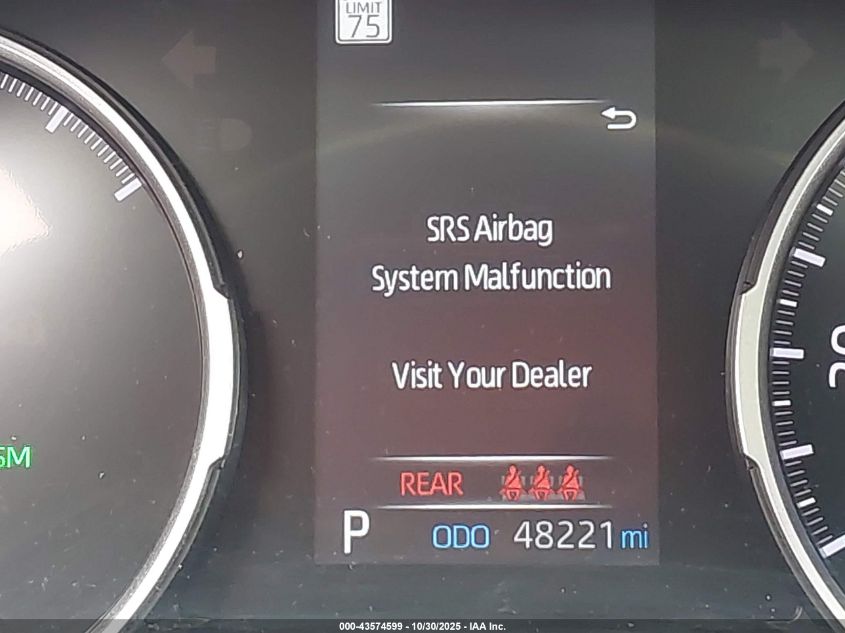 LIMIT
75
SRS Airbag
System Malfunction
Visit Your Dealer
REAR
P ODO 48221 mi
000-43574599 - 10/30/2025 - IAA Inc.